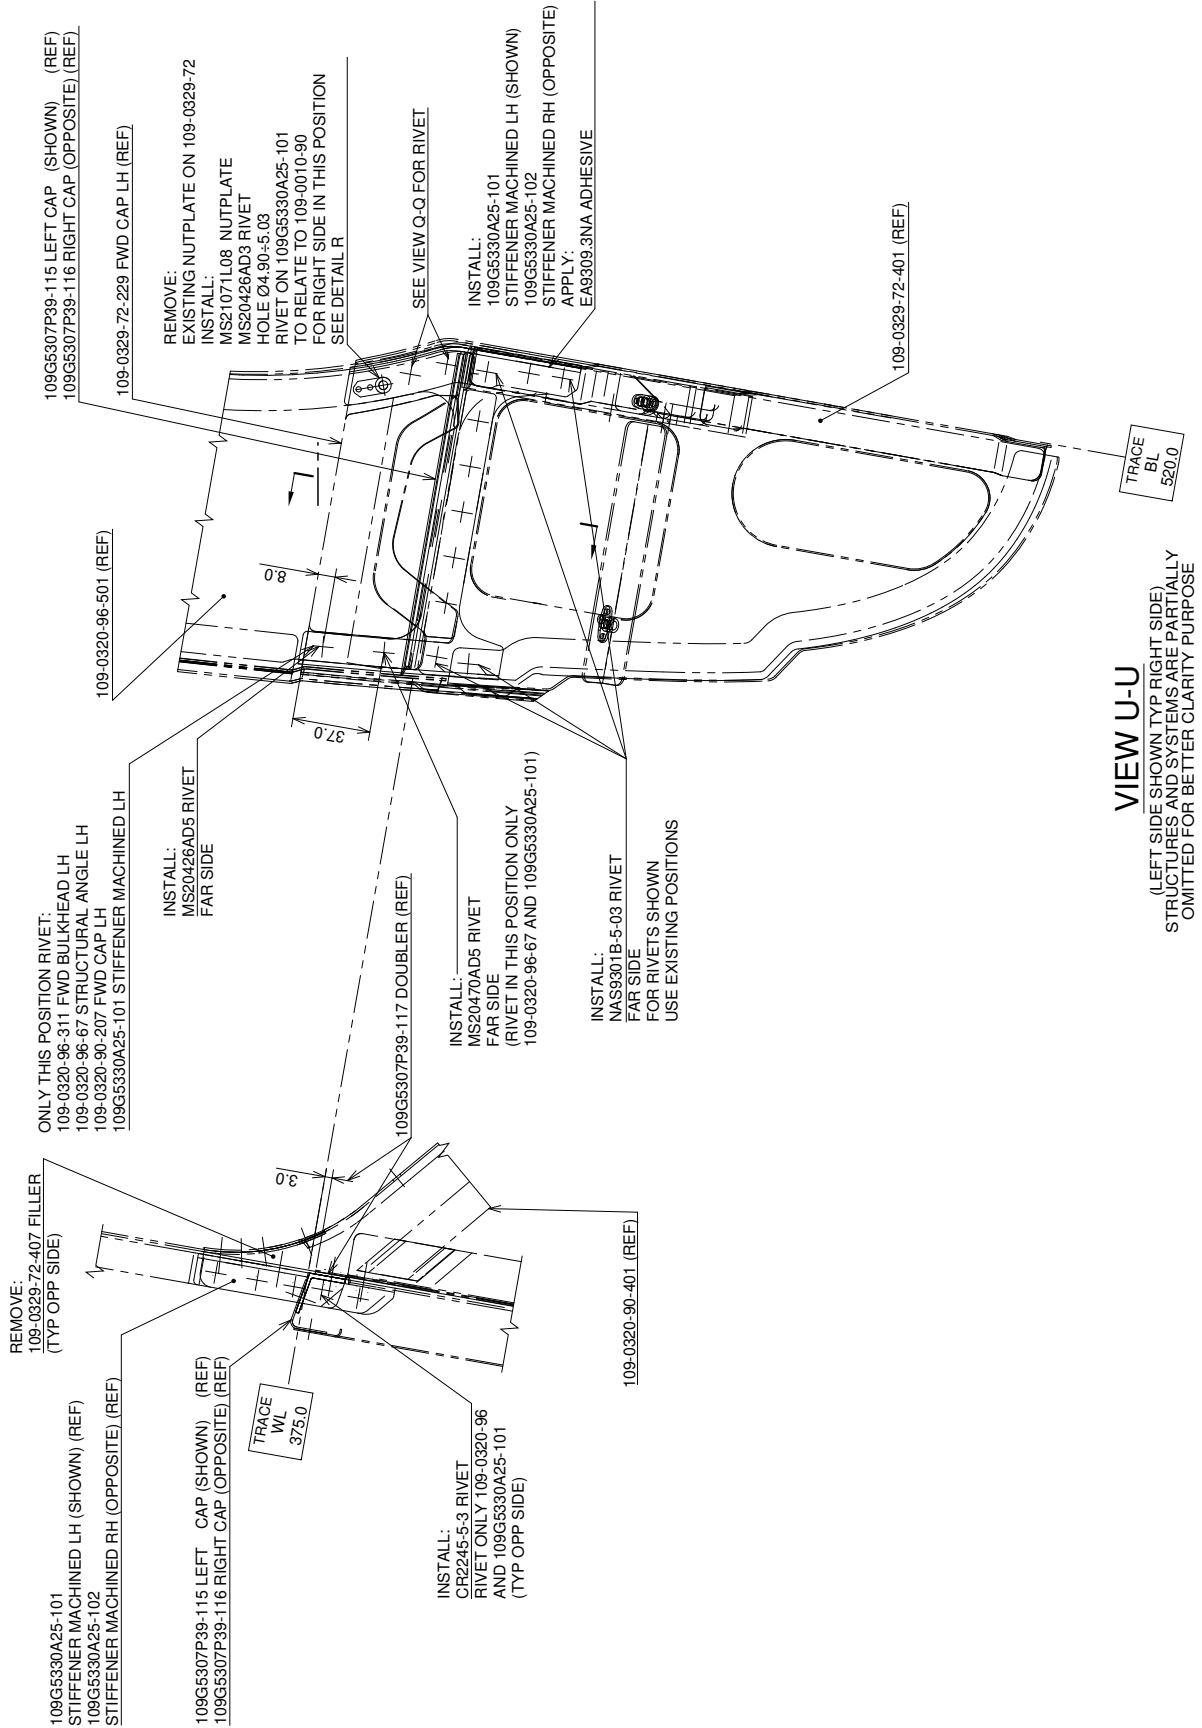 109G5330A25-101
STIFFENER MACHINED LH (SHOWN) (REF)
109G5330A25-102
STIFFENER MACHINED RH (OPPOSITE) (REF)
109G5307P39-115 LEFT CAP (SHOWN) (REF)
109G5307P39-116 RIGHT CAP (OPPOSITE) (REF)
TRACE
WL
375.0
INSTALL:
CR2245-5-3 RIVET
RIVET ONLY 109-0320-96
AND 109G5330A25-101
(TYP OPP SIDE)
REMOVE:
109-0329-72-407 FILLER
(TYP OPP SIDE)
3.0
109G5307P39-117 DOUBLER (REF)
109-0320-90-401 (REF)
ONLY THIS POSITION RIVET:
109-0320-96-311 FWD BULKHEAD LH
109-0320-96-67 STRUCTURAL ANGLE LH
109-0320-90-207 FWD CAP LH
109G5330A25-101 STIFFENER MACHINED LH
INSTALL:
MS20426AD5 RIVET
FAR SIDE
INSTALL:
MS20470AD5 RIVET
FAR SIDE
(RIVET IN THIS POSITION ONLY
109-0320-96-67 AND 109G5330A25-101)
INSTALL:
NAS9301B-5-03 RIVET
FAR SIDE
FOR RIVETS SHOWN
USE EXISTING POSITIONS
37.0
8.0
109-0320-96-501 (REF)
109G5307P39-115 LEFT CAP (SHOWN) (REF)
109G5307P39-116 RIGHT CAP (OPPOSITE) (REF)
109-0329-72-229 FWD CAP LH (REF)
REMOVE:
EXISTING NUTPLATE ON 109-0329-72
INSTALL:
MS21071L08 NUTPLATE
MS20426AD3 RIVET
HOLE Ø4.90÷5.03
RIVET ON 109G5330A25-101
TO RELATE TO 109-0010-90
FOR RIGHT SIDE IN THIS POSITION
SEE DETAIL R
SEE VIEW Q-Q FOR RIVET
INSTALL:
109G5330A25-101
STIFFENER MACHINED LH (SHOWN)
109G5330A25-102
STIFFENER MACHINED RH (OPPOSITE)
APPLY:
EA9309.3NA ADHESIVE
109-0329-72-401 (REF)
TRACE
BL
520.0
VIEW U-U
(LEFT SIDE SHOWN TYP RIGHT SIDE)
STRUCTURES AND SYSTEMS ARE PARTIALLY
OMITTED FOR BETTER CLARITY PURPOSE